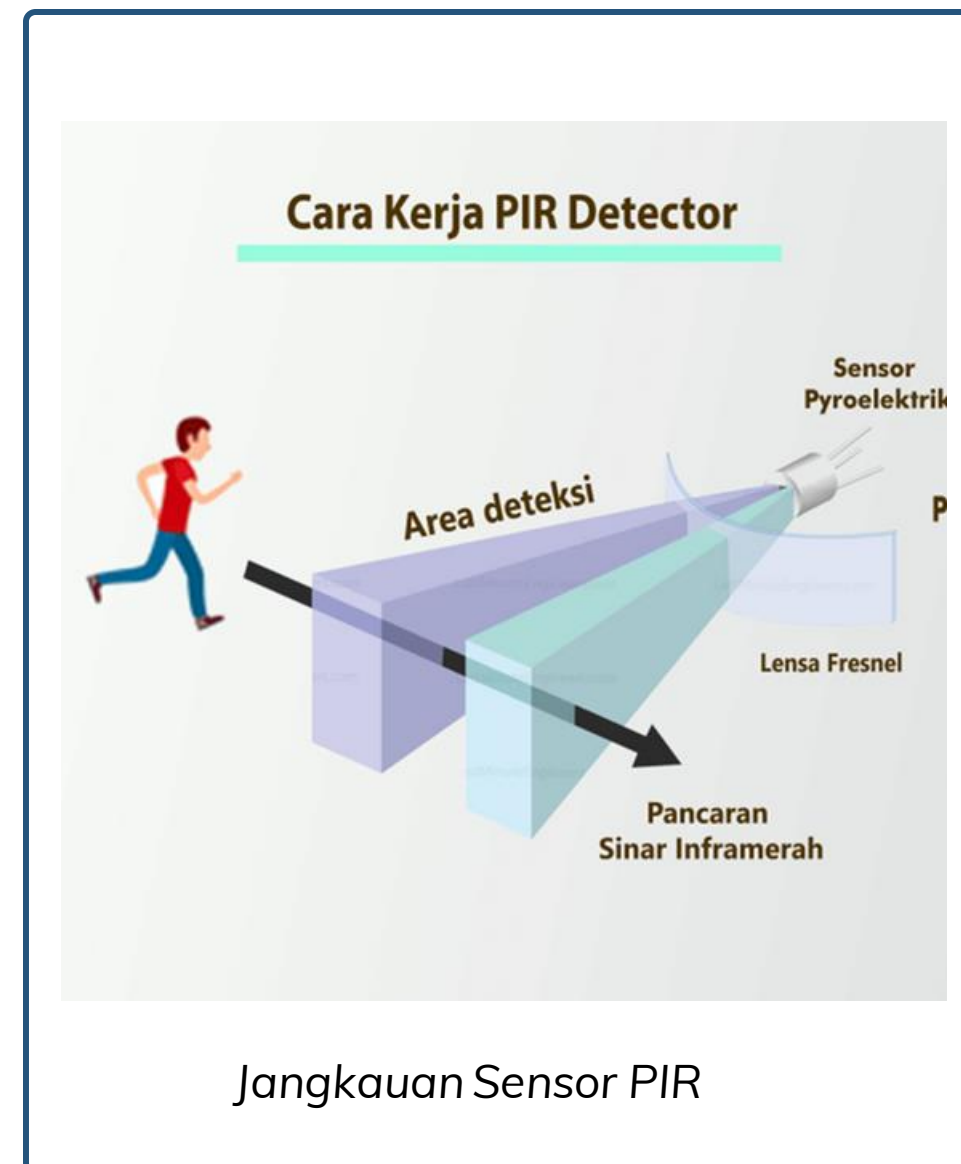 Cara Kerja PIR Detector
Sensor
Pyroelektrik
Area deteksi
P
Lensa Fresnel
Pancaran
Sinar Inframerah
Jangkauan Sensor PIR